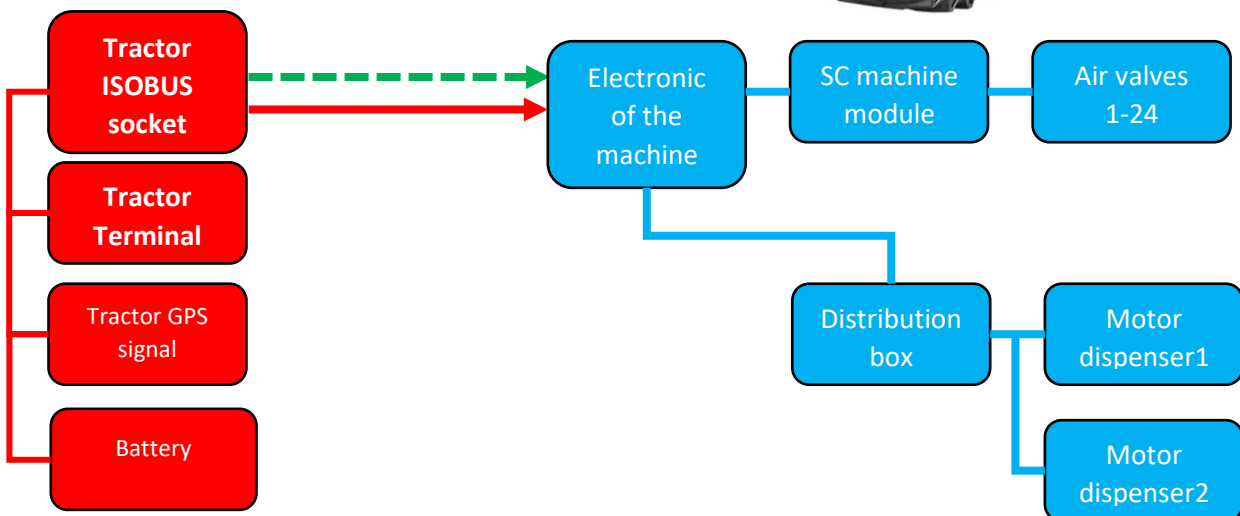 Tractor
ISOBUS
socket
Electronic
of the
machine
SC machine
module
Air valves
1-24
Tractor
Terminal
Tractor GPS
signal
Distribution
box
Motor
dispenser1
Battery
Motor
dispenser2